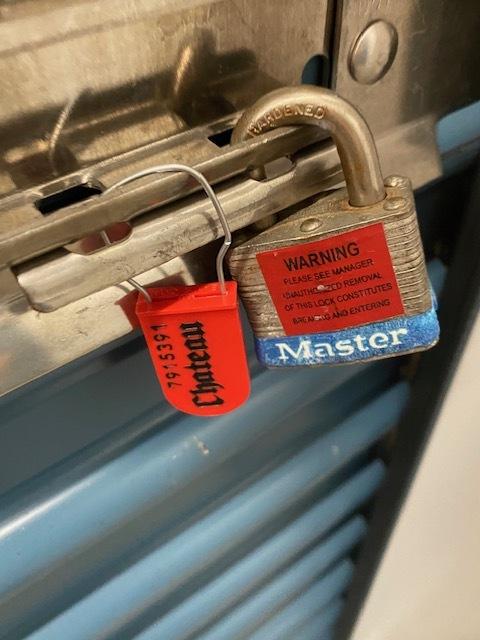 HARDENED
WARNING
PLEASE SEE MANAGER
UNAUTHORIZED REMOVAL
OF THIS LOCK CONSTITUTES
BREAKING AND ENTERING
Master
7915391
Chateau